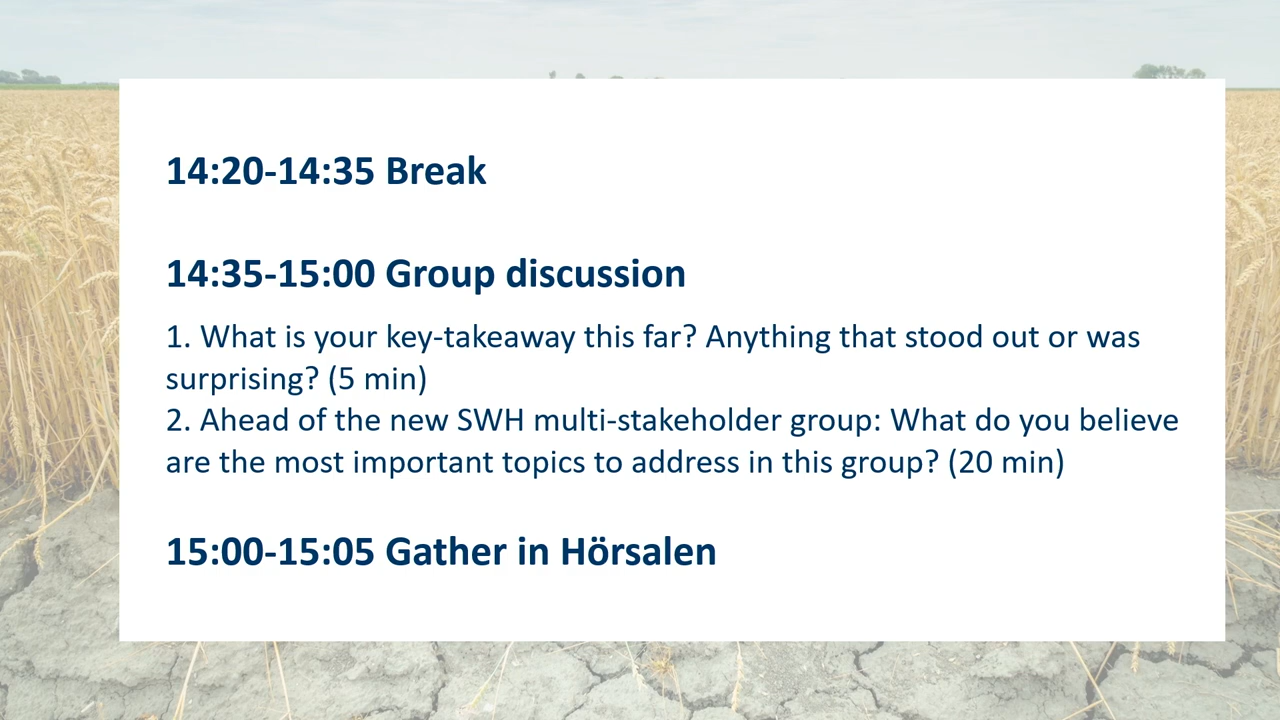 14:20-14:35 Break
14:35-15:00 Group discussion
1. What is your key-takeaway this far? Anything that stood out or was
surprising? (5 min)
2. Ahead of the new SWH multi-stakeholder group: What do you believe
are the most important topics to address in this group? (20 min)
15:00-15:05 Gather in Hörsalen